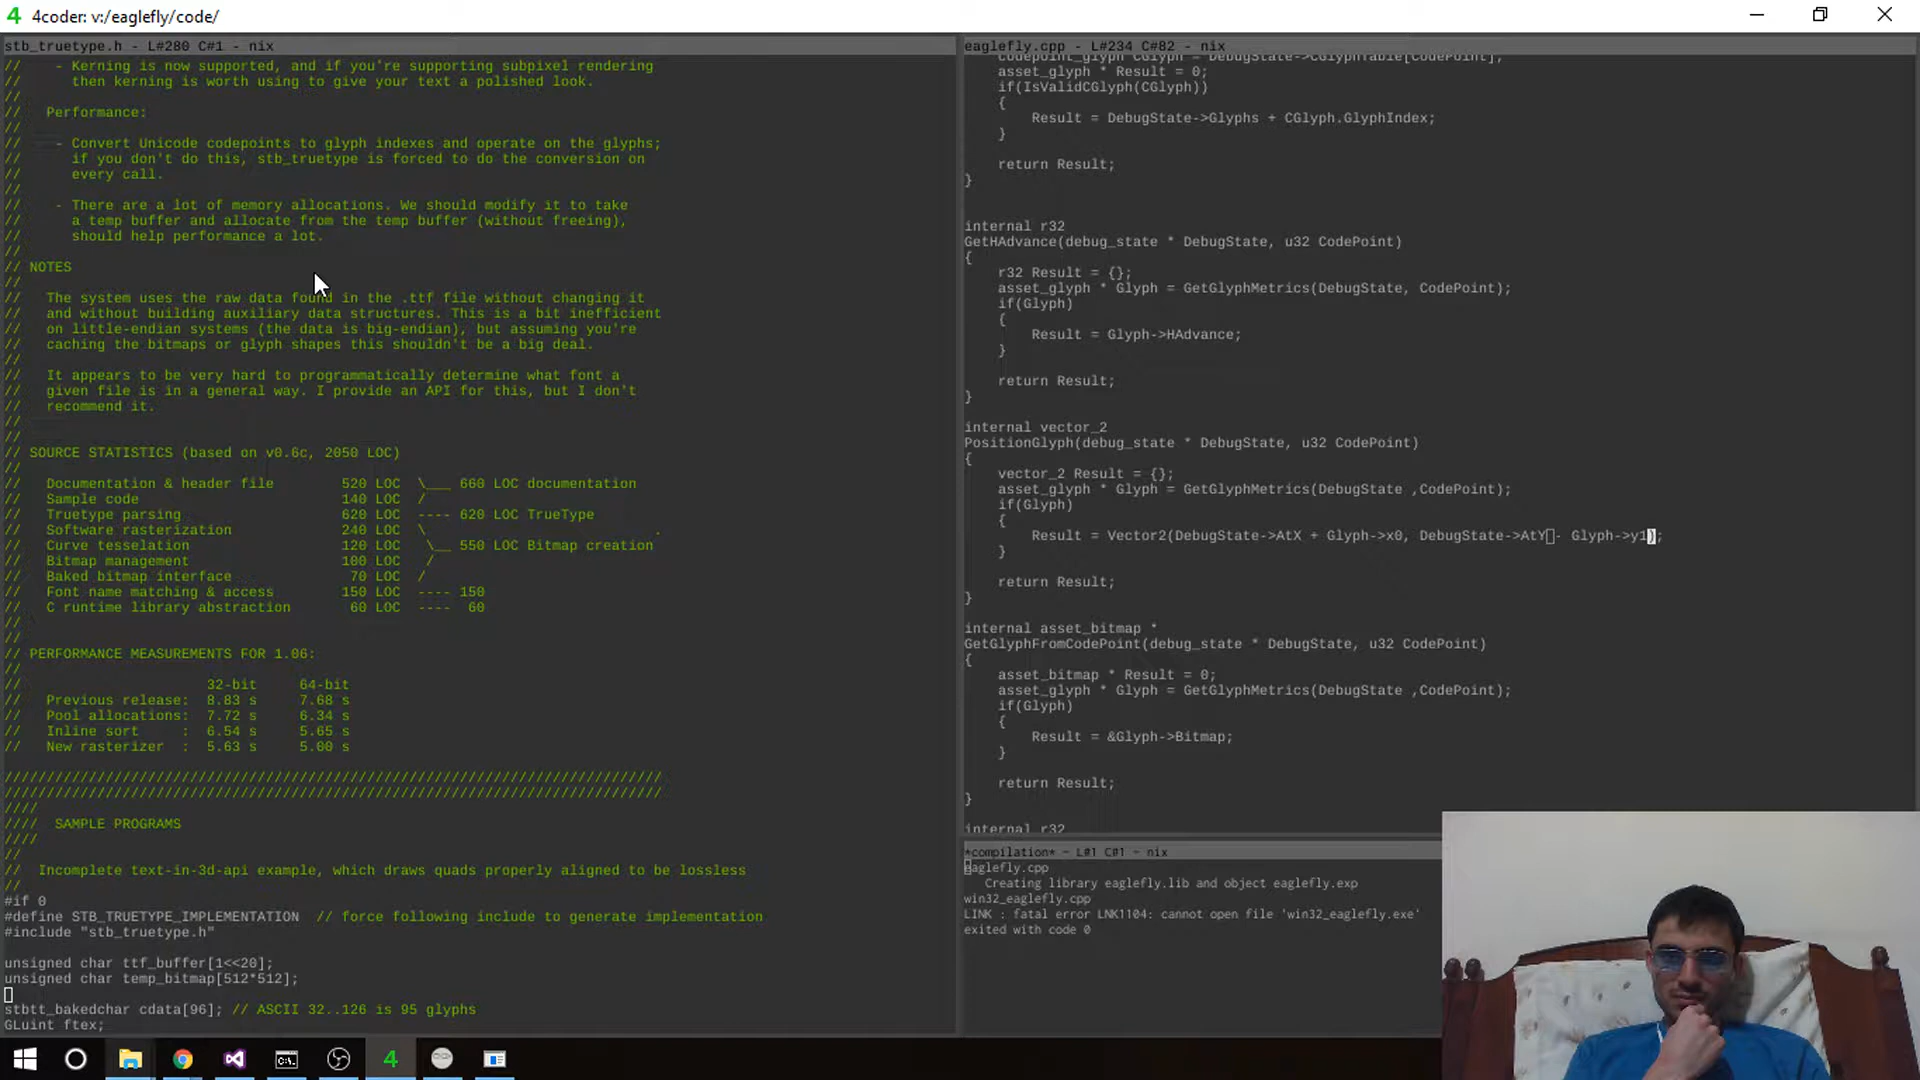 4 4coder: v:/eaglefly/code/
stb_truetype.h - L#280 C#1 - nix
//    - Kerning is now supported, and if you're supporting subpixel rendering
//      then kerning is worth using to give your text a polished look.
//
//   Performance:
//
//    - Convert Unicode codepoints to glyph indexes and operate on the glyphs;
//      if you don't do this, stb_truetype is forced to do the conversion on
//      every call.
//
//    - There are a lot of memory allocations. We should modify it to take
//      a temp buffer and allocate from the temp buffer (without freeing),
//      should help performance a lot.
//
// NOTES
//
//   The system uses the raw data found in the .ttf file without changing it
//   and without building auxiliary data structures. This is a bit inefficient
//   on little-endian systems (the data is big-endian), but assuming you're
//   caching the bitmaps or glyph shapes this shouldn't be a big deal.
//
//   It appears to be very hard to programmatically determine what font a
//   given file is in a general way. I provide an API for this, but I don't
//   recommend it.
//
//
// SOURCE STATISTICS (based on v0.6c, 2050 LOC)
//
//   Documentation & header file        520 LOC  \___ 660 LOC documentation
//   Sample code                        140 LOC  /
//   Truetype parsing                   620 LOC  ---- 620 LOC TrueType
//   Software rasterization             240 LOC  \                           .
//   Curve tesselation                  120 LOC   \__ 550 LOC Bitmap creation
//   Bitmap management                  100 LOC   /
//   Baked bitmap interface              70 LOC  /
//   Font name matching & access        150 LOC  ---- 150
//   C runtime library abstraction       60 LOC  ----  60
//
//
// PERFORMANCE MEASUREMENTS FOR 1.06:
//
//                      32-bit     64-bit
//   Previous release:  8.83 s     7.68 s
//   Pool allocations:  7.72 s     6.34 s
//   Inline sort     :  6.54 s     5.65 s
//   New rasterizer  :  5.63 s     5.00 s
//////////////////////////////////////////////////////////////////////////////
//////////////////////////////////////////////////////////////////////////////
////
////  SAMPLE PROGRAMS
////
//
//  Incomplete text-in-3d-api example, which draws quads properly aligned to be lossless
//
#if 0
#define STB_TRUETYPE_IMPLEMENTATION  // force following include to generate implementation
#include "stb_truetype.h"
unsigned char ttf_buffer[1<<20];
unsigned char temp_bitmap[512*512];
stbtt_bakedchar cdata[96]; // ASCII 32..126 is 95 glyphs
GLuint ftex;
eaglefly.cpp - L#234 C#82 - nix
codepoint_glyph CGlyph = DebugState->CGlyphTable[CodePoint];
asset_glyph * Result = 0;
if(IsValidCGlyph(CGlyph))
{
Result = DebugState->Glyphs + CGlyph.GlyphIndex;
}
return Result;
}
internal r32
GetHAdvance(debug_state * DebugState, u32 CodePoint)
{
r32 Result = {};
asset_glyph * Glyph = GetGlyphMetrics(DebugState, CodePoint);
if(Glyph)
{
Result = Glyph->HAdvance;
}
return Result;
}
internal vector_2
PositionGlyph(debug_state * DebugState, u32 CodePoint)
{
vector_2 Result = {};
asset_glyph * Glyph = GetGlyphMetrics(DebugState ,CodePoint);
if(Glyph)
{
Result = Vector2(DebugState->AtX + Glyph->x0, DebugState->AtY - Glyph->y1);
}
return Result;
}
internal asset_bitmap *
GetGlyphFromCodePoint(debug_state * DebugState, u32 CodePoint)
{
asset_bitmap * Result = 0;
asset_glyph * Glyph = GetGlyphMetrics(DebugState ,CodePoint);
if(Glyph)
{
Result = &Glyph->Bitmap;
}
return Result;
}
internal r32
*compilation* - L#1 C#1 - nix
eaglefly.cpp
Creating library eaglefly.lib and object eaglefly.exp
win32_eaglefly.cpp
LINK : fatal error LNK1104: cannot open file 'win32_eaglefly.exe'
exited with code 0
C:\
4